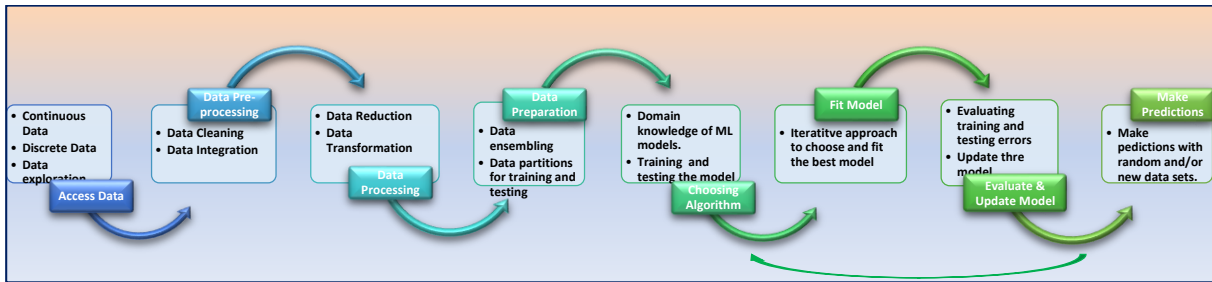 • Continuous
Data
• Discrete Data
• Data
exploration
Access Data
Data Pre-
processing
• Data Cleaning
• Data Integration
• Data Reduction
• Data
Transformation
Data
Processing
Data
Preparation
• Data
ensembling
• Data partitions
for training and
testing
• Domain
knowledge of ML
models.
• Training and
testing the model
Choosing
Algorithm
Fit Model
• Iteritatve approach
to choose and fit
the best model
• Evaluating
training and
testing errors
• Update thre
model
Evaluate &
Update Model
Make
Predictions
• Make
pedictions with
random and/or
new data sets.